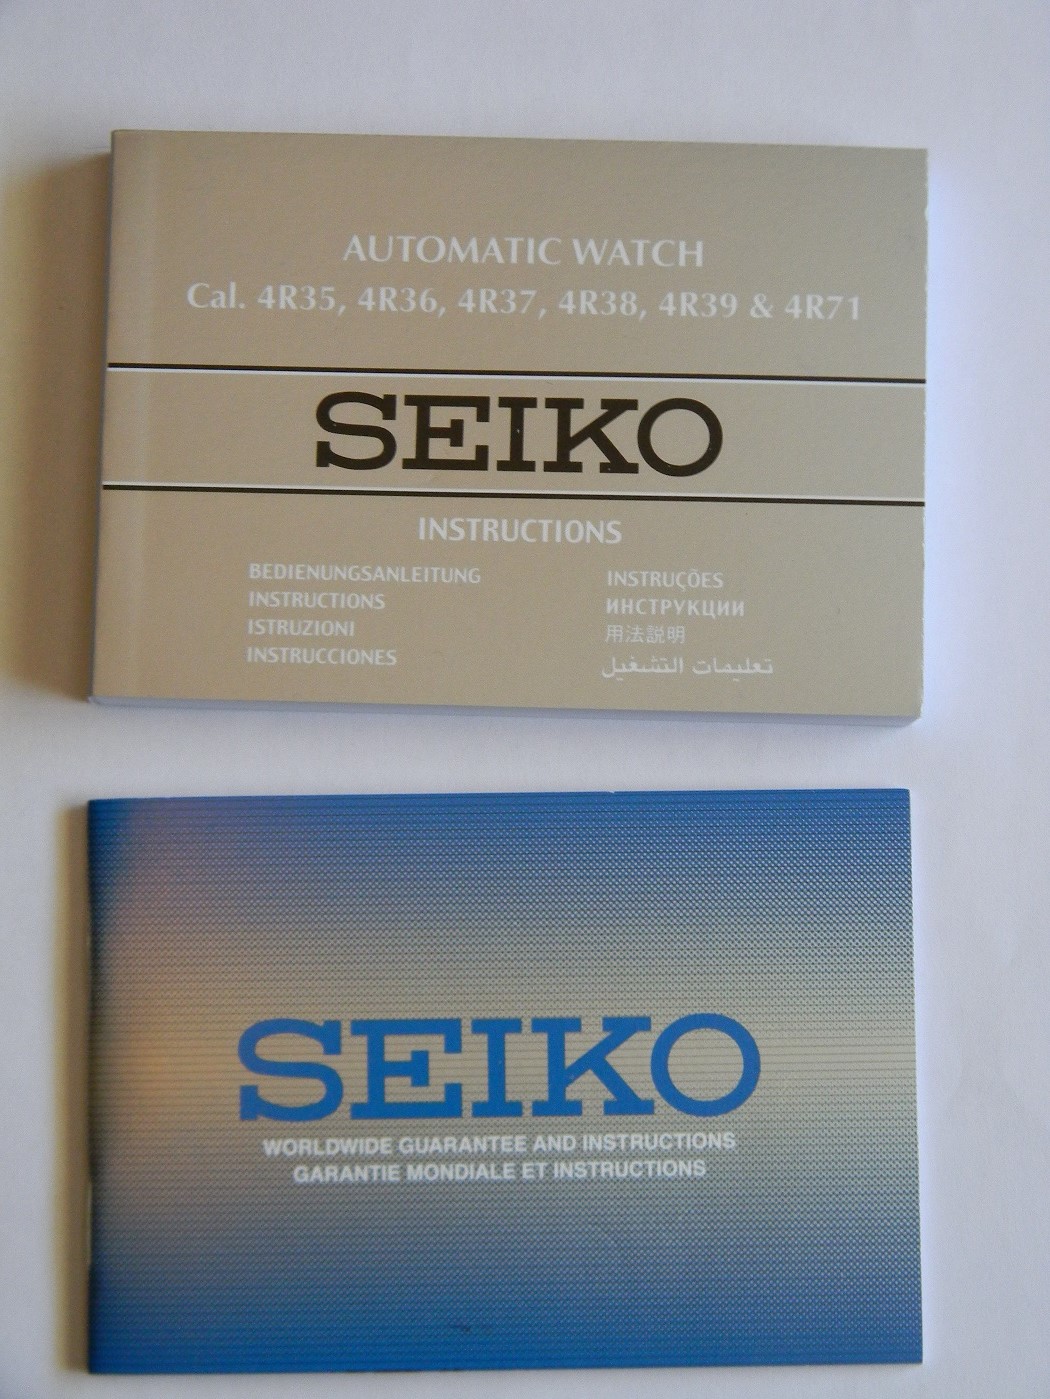 AUTOMATIC WATCH
Cal. 4R35, 4R36, 4R37, 4R38, 4R39 & 4R71
SEIKO
INSTRUCTIONS
BEDIENUNGSANLEITUNG
INSTRUCTIONS
ISTRUZIONI
INSTRUCCIONES
INSTRUÇÕES
ИНСТРУКЦИИ
用法説明
تعليمات التشغيل
SEIKO
WORLDWIDE GUARANTEE AND INSTRUCTIONS
GARANTIE MONDIALE ET INSTRUCTIONS